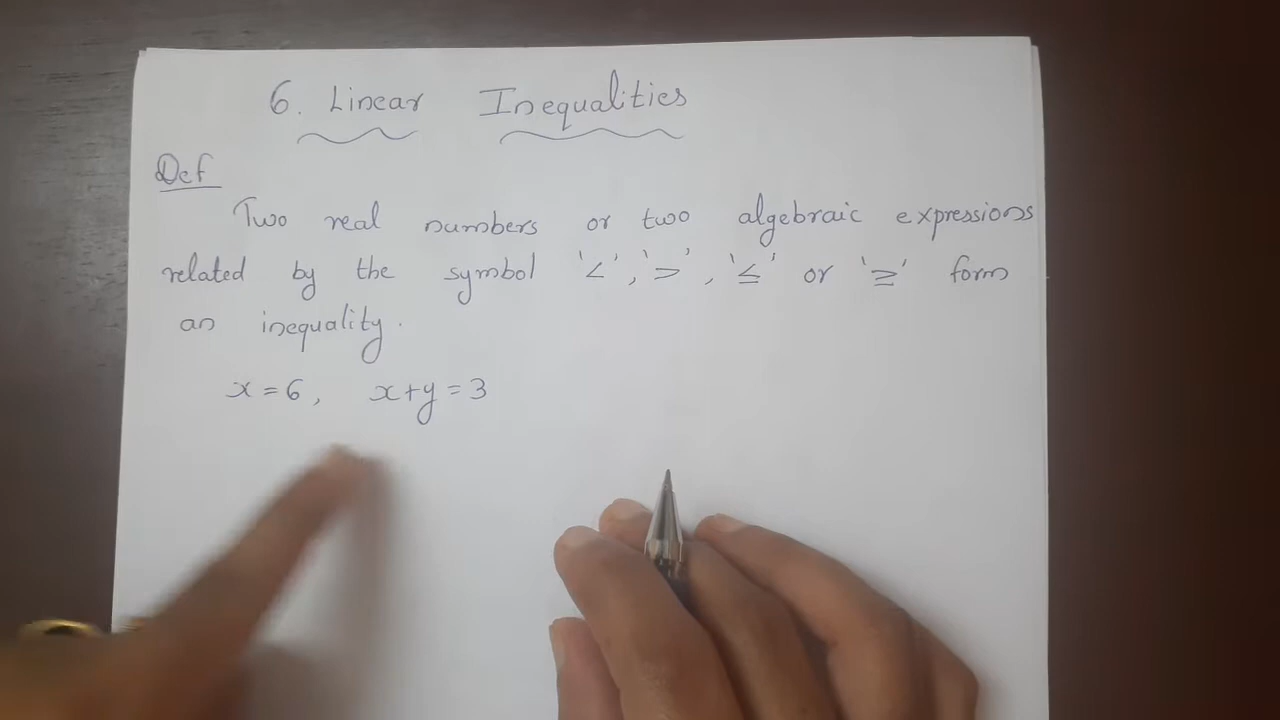 6. Linear Inequalities
Def
Two real numbers or two algebraic expressions
related by the symbol '<', '>', '≤' or '≥' form
an inequality.
x = 6, x+y = 3